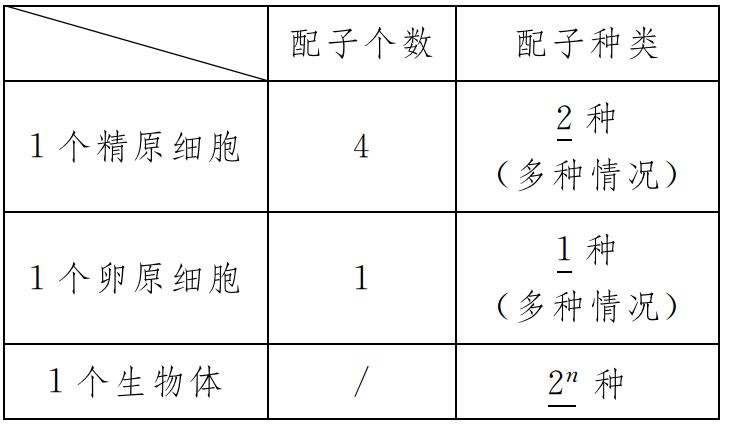 配子个数 配子种类
1个精原细胞 4 2种
（多种情况）
1个卵原细胞 1 1种
（多种情况）
1个生物体 / 2ⁿ种